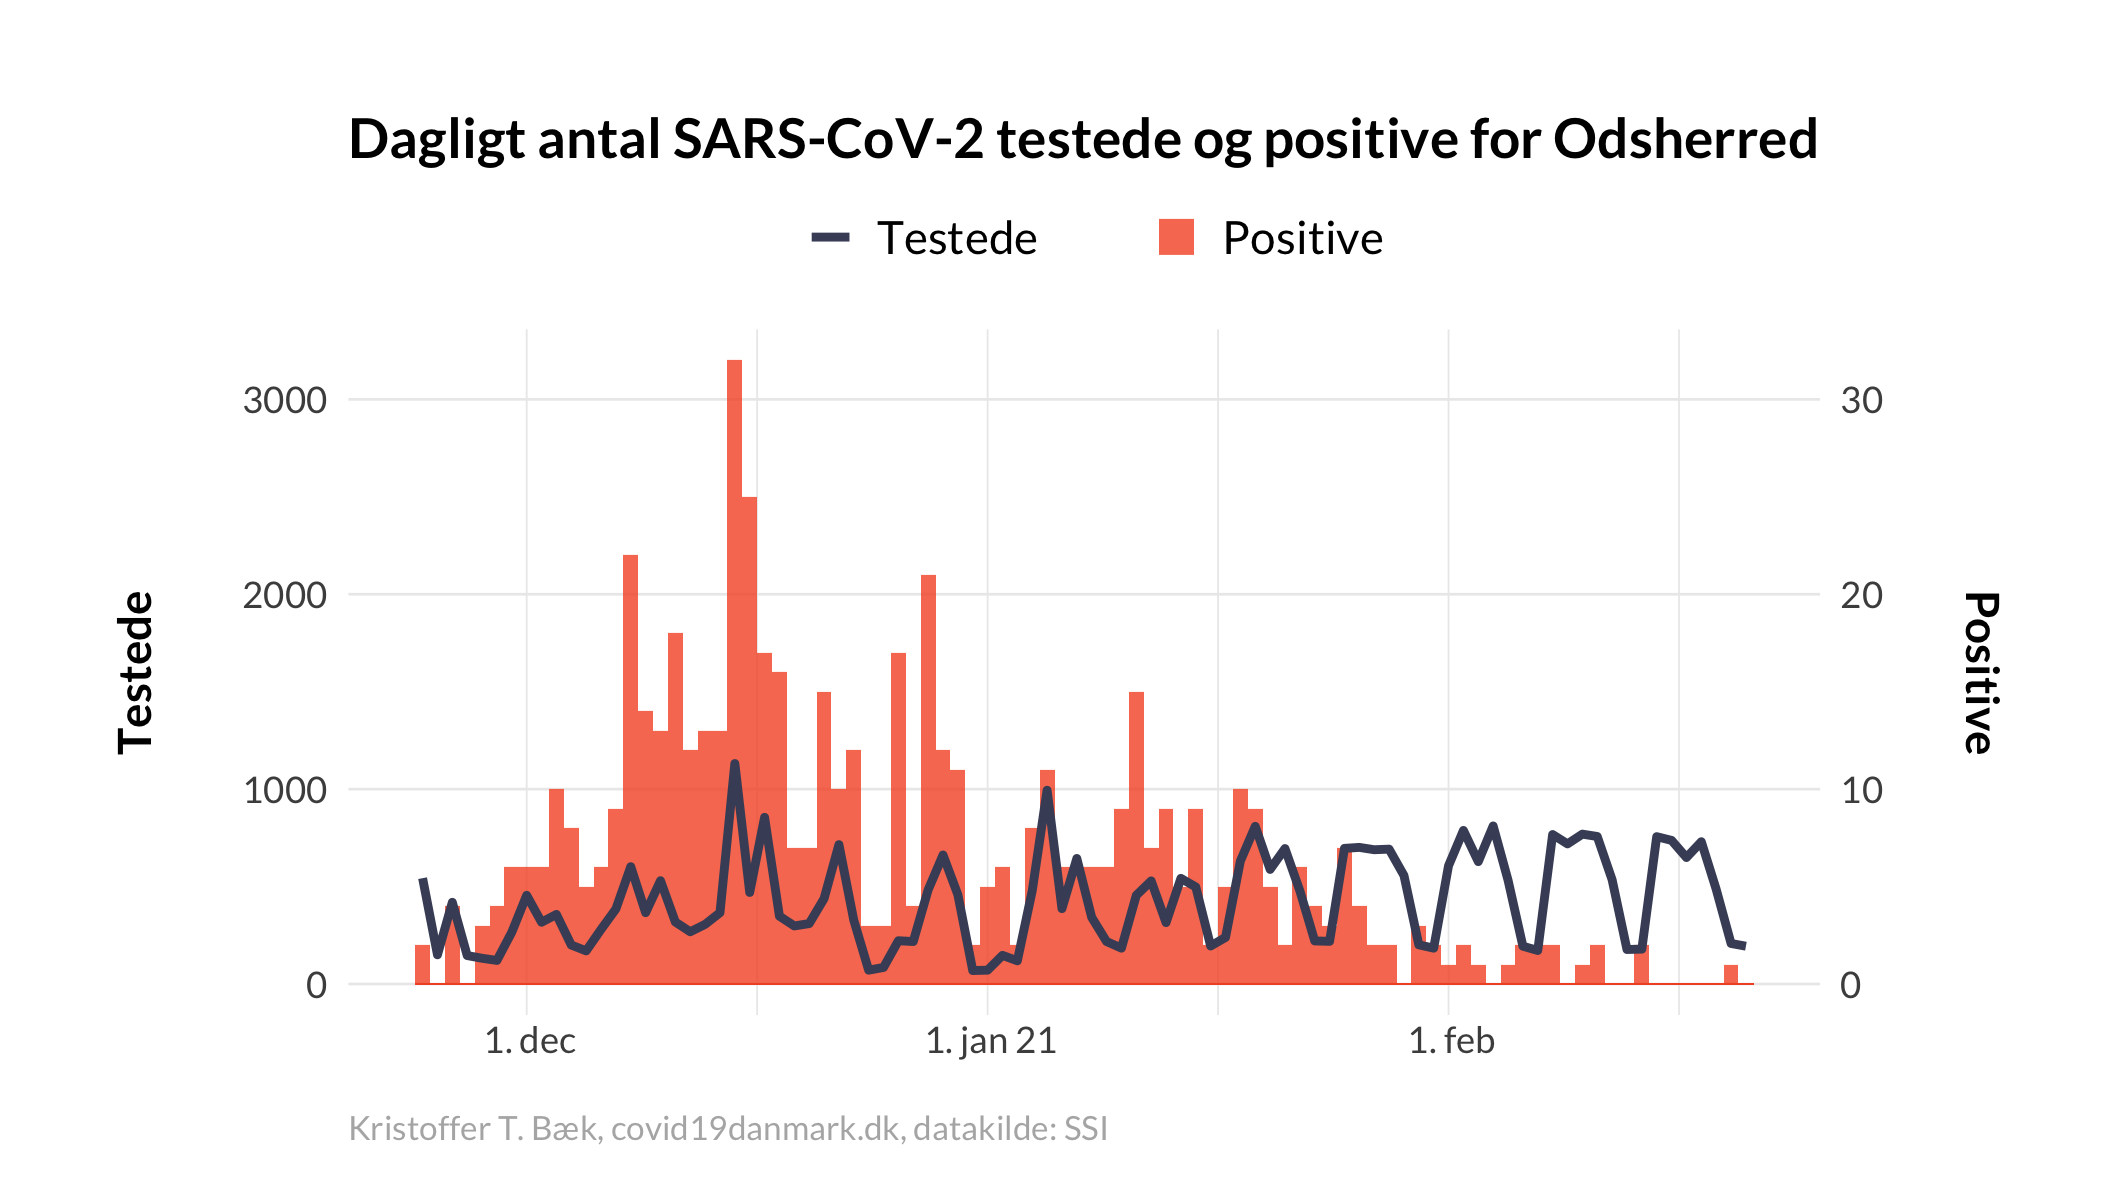 Dagligt antal SARS-CoV-2 testede og positive for Odsherred
Testede
Positive
3000
2000
1000
0
30
20
10
0
Testede
Positive
1. dec
1. jan 21
1. feb
Kristoffer T. Bæk, covid19danmark.dk, datakilde: SSI